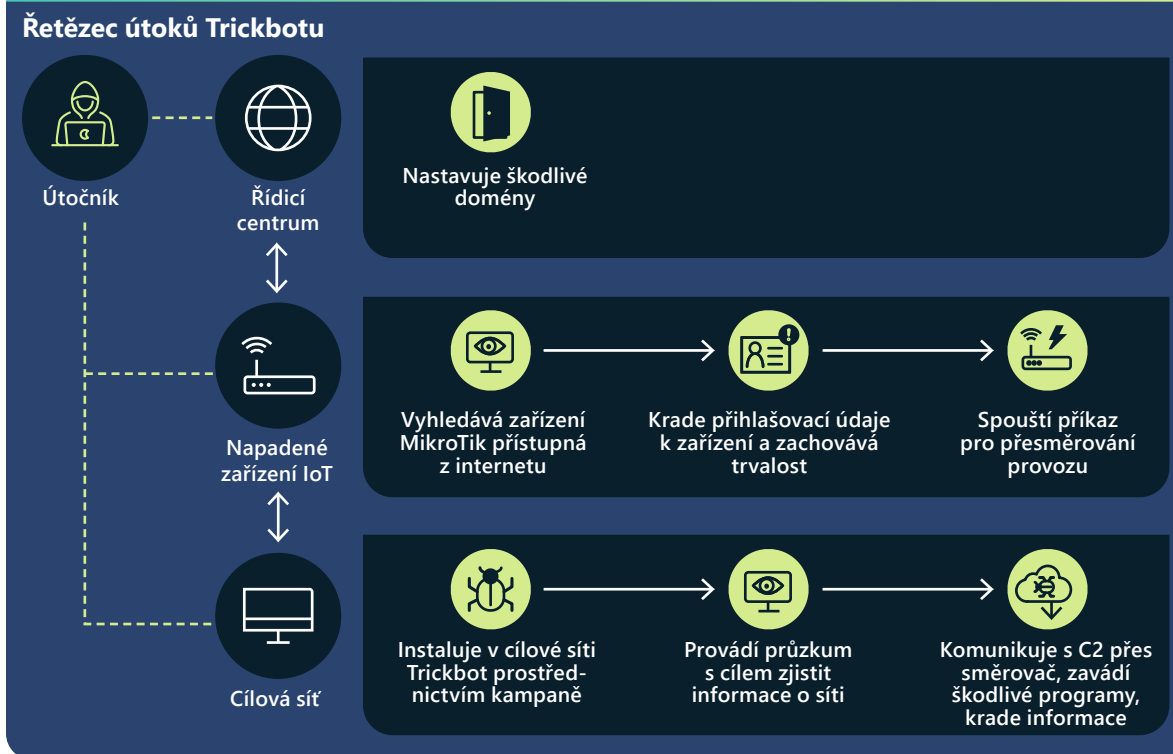 Řetězec útoků Trickbotu
Útočník
Řídicí
centrum
Nastavuje škodlivé
domény
Napadené
zařízení IoT
Vyhledává zařízení
MikroTik přístupná
z internetu
Krade přihlašovací údaje
k zařízení a zachovává
trvalost
Spouští příkaz
pro přesměrování
provozu
Cílová síť
Instaluje v cílové síti
Trickbot prostřed-
nictvím kampaně
Provádí průzkum
s cílem zjistit
informace o síti
Komunikuje s C2 přes
směrovač, zavádí
škodlivé programy,
krade informace